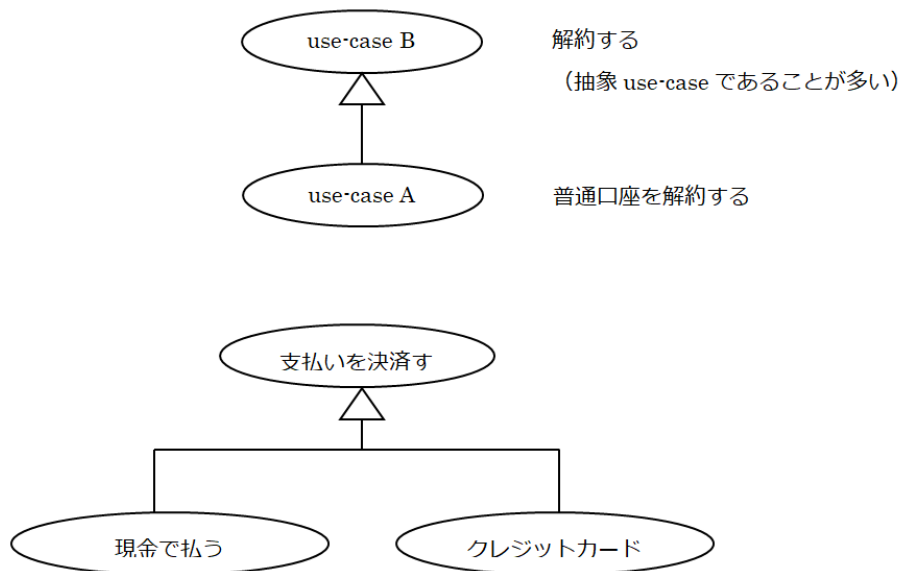 use-case B
解約する
（抽象 use-case であることが多い）
use-case A
普通口座を解約する
支払いを決済す
現金で払う
クレジットカード